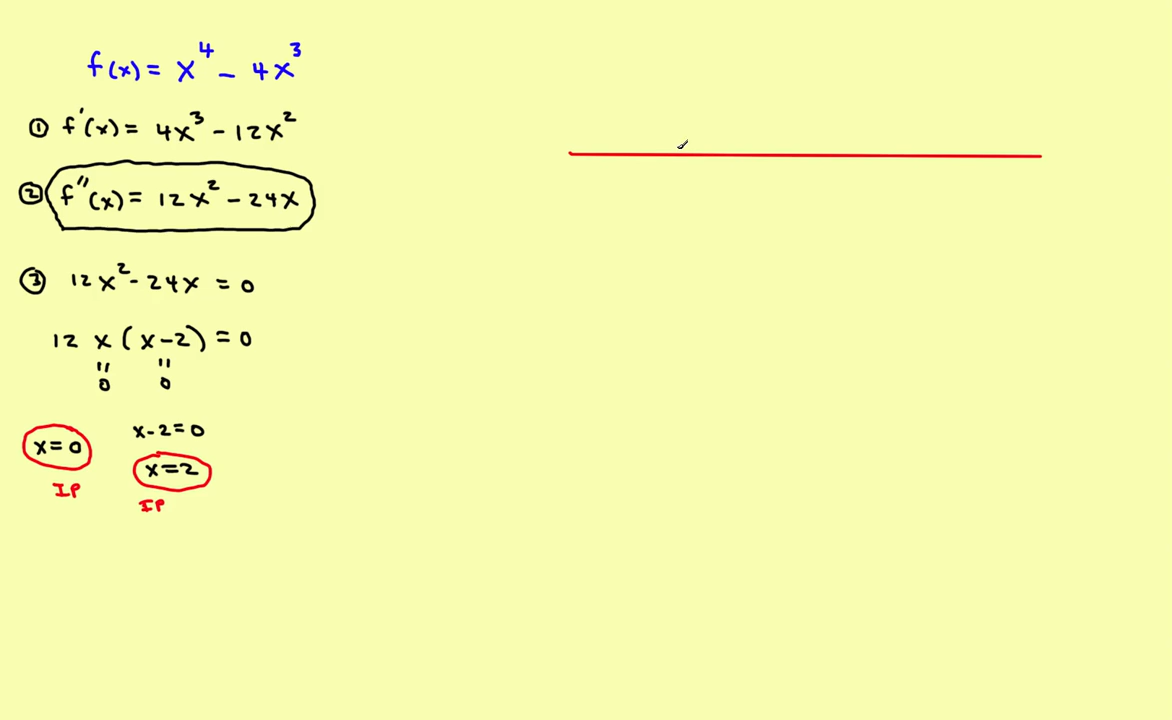 f(x) = x⁴ - 4x³
① f'(x) = 4x³ - 12x²
② f''(x) = 12x² - 24x
③ 12x² - 24x = 0
12 x (x-2) = 0
" "
0 0
x=0 x-2=0
x=2
IP IP